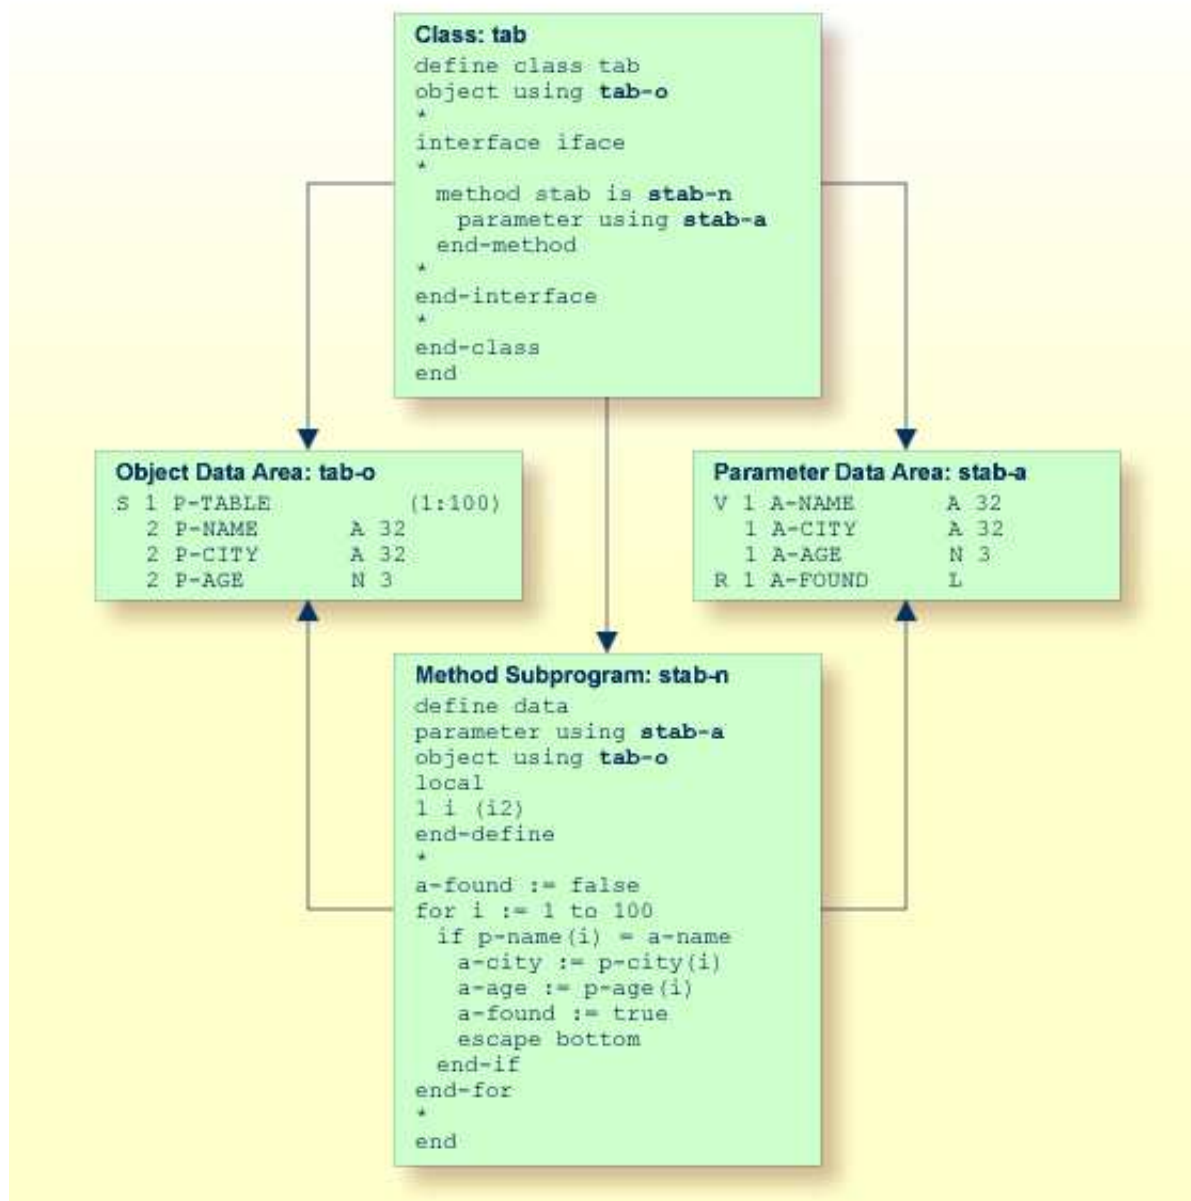 Class: tab
define class tab
object using tab-o
*
interface iface
*
method stab is stab-n
parameter using stab-a
end-method
*
end-interface
*
end-class
end
Object Data Area: tab-o
S 1 P-TABLE (1:100)
2 P-NAME A 32
2 P-CITY A 32
2 P-AGE N 3
Parameter Data Area: stab-a
V 1 A-NAME A 32
1 A-CITY A 32
1 A-AGE N 3
R 1 A-FOUND L
Method Subprogram: stab-n
define data
parameter using stab-a
object using tab-o
local
1 i (i2)
end-define
*
a-found := false
for i := 1 to 100
if p-name(i) = a-name
a-city := p-city(i)
a-age := p-age(i)
a-found := true
escape bottom
end-if
end-for
*
end